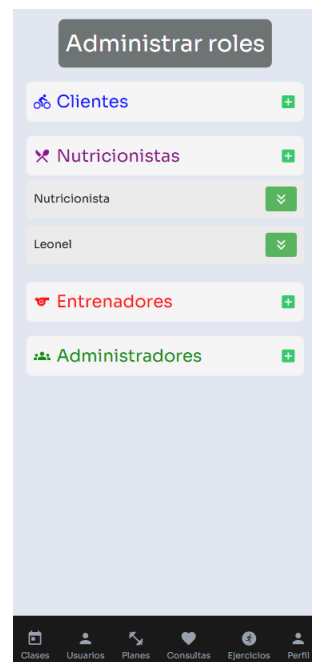 Administrar roles
Clientes
Nutricionistas
Nutricionista
Leonel
Entrenadores
Administradores
Clases Usuarios Planes Consultas Ejercicios Perfil